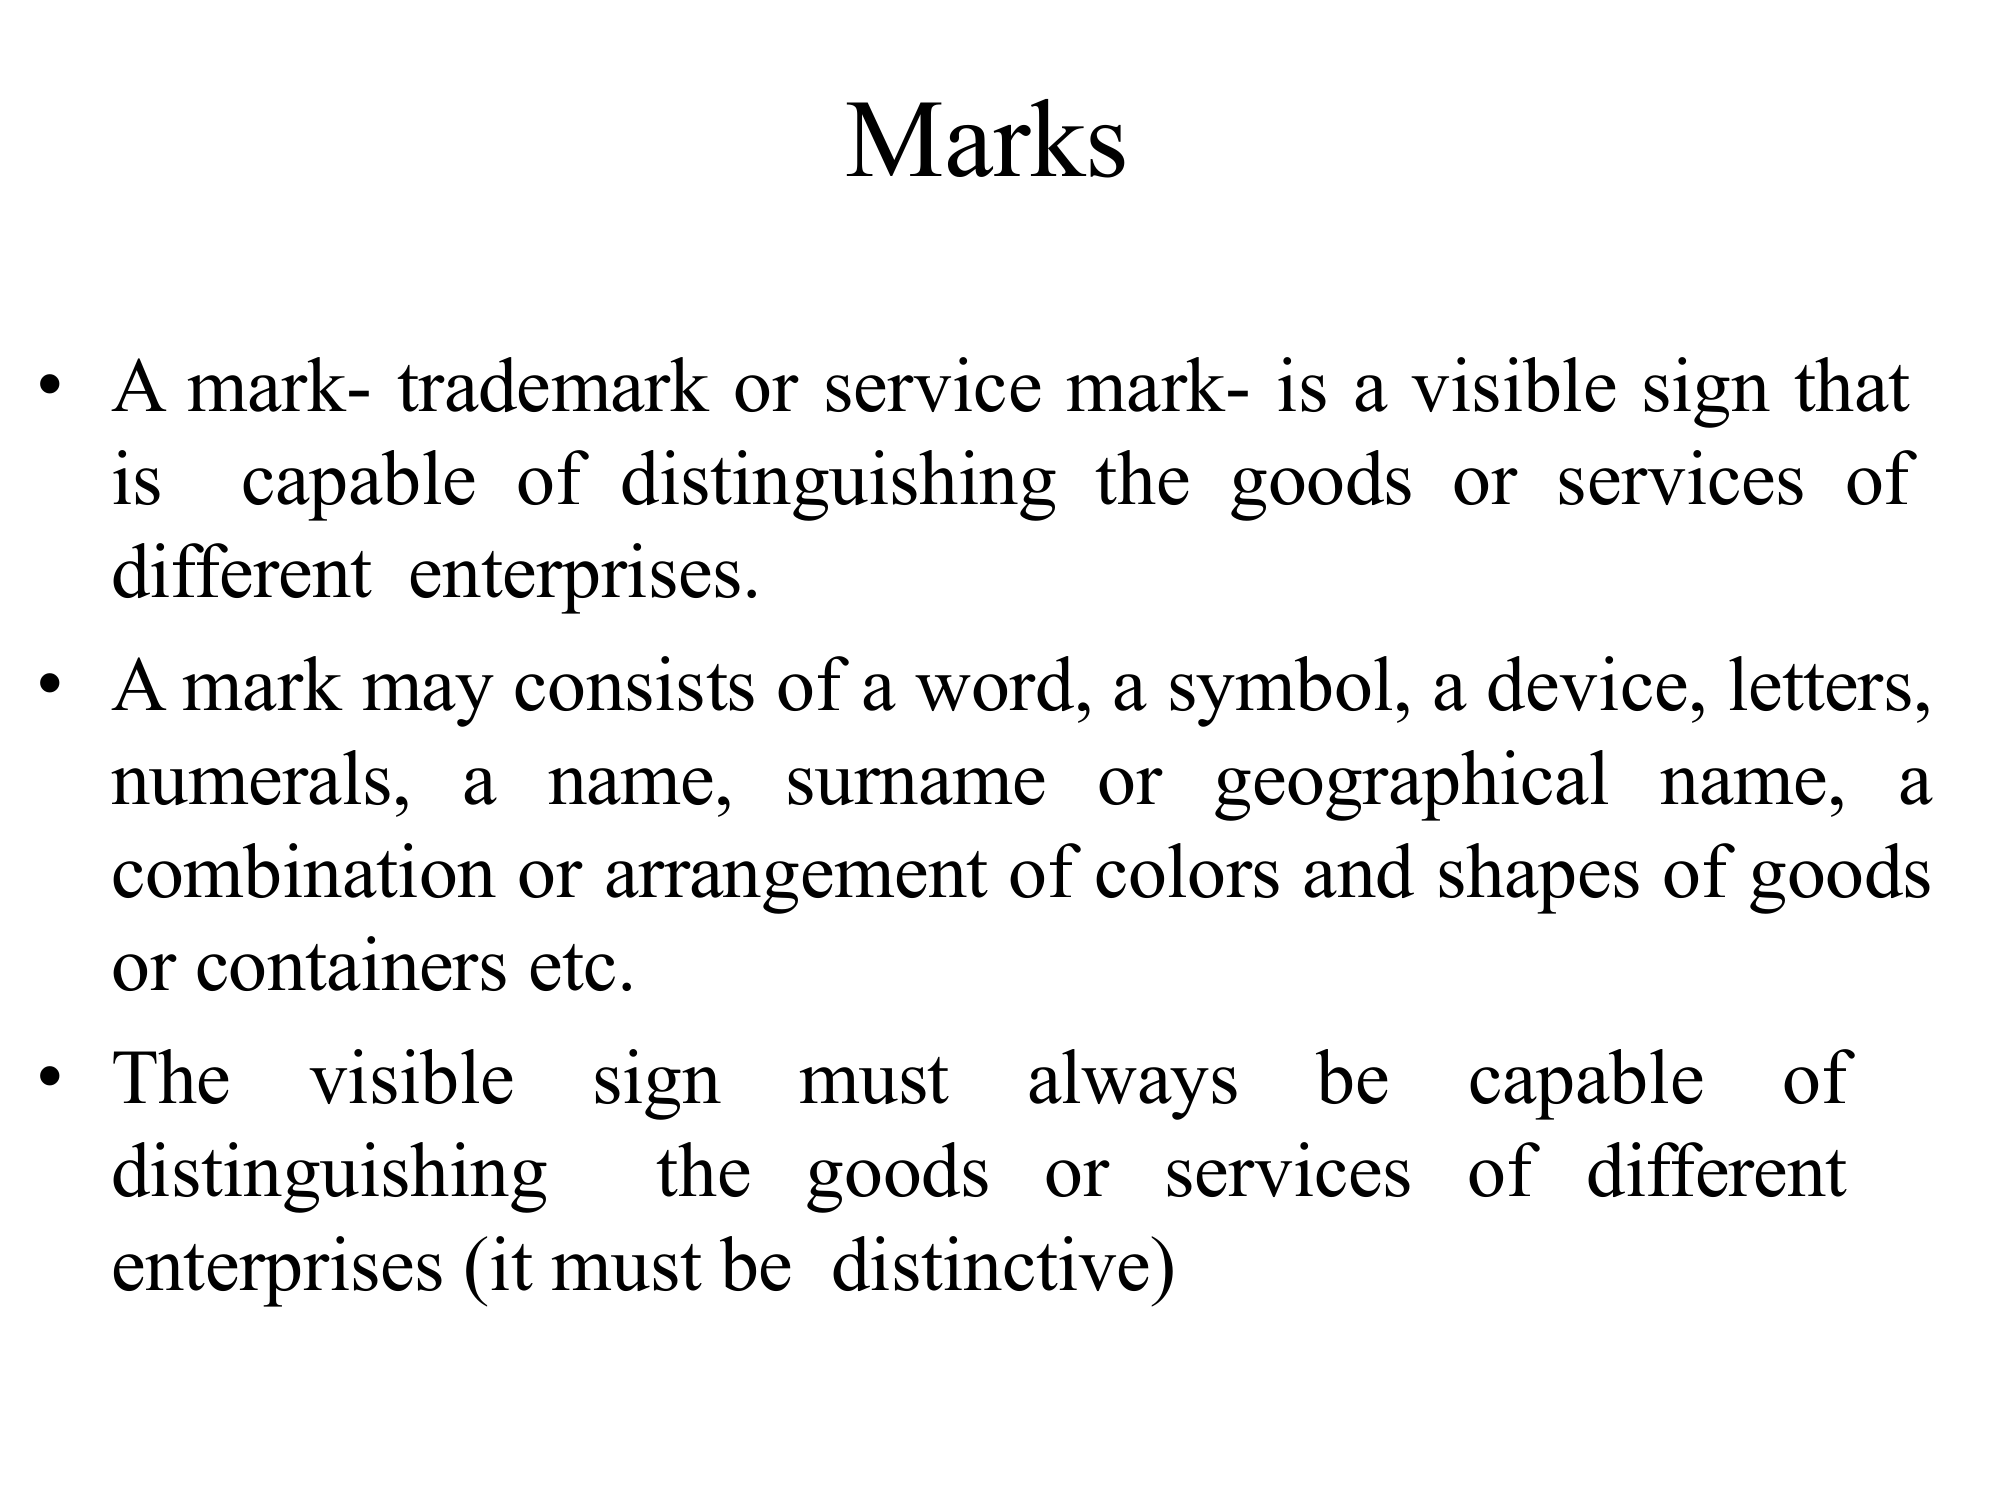 Marks
• A mark- trademark or service mark- is a visible sign that
is capable of distinguishing the goods or services of
different enterprises.
• A mark may consists of a word, a symbol, a device, letters,
numerals, a name, surname or geographical name, a
combination or arrangement of colors and shapes of goods
or containers etc.
• The visible sign must always be capable of
distinguishing the goods or services of different
enterprises (it must be distinctive)